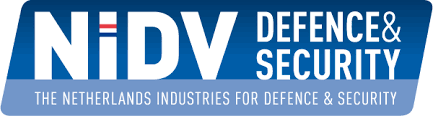 NiDV DEFENCE&
SECURITY
THE NETHERLANDS INDUSTRIES FOR DEFENCE & SECURITY